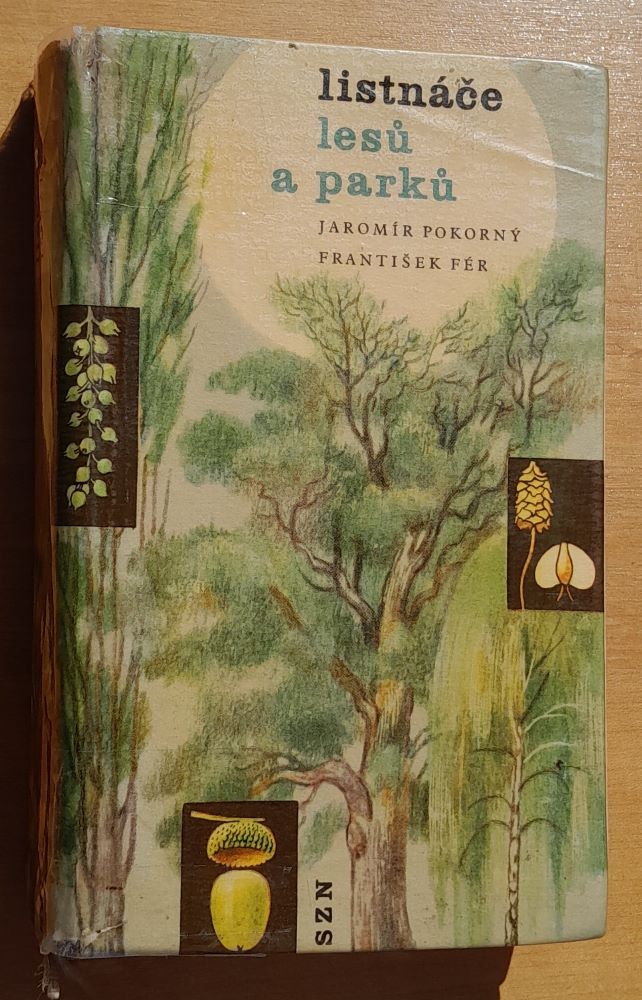 listnáče
lesů
a parků
JAROMÍR POKORNÝ
FRANTIŠEK FÉR
SZN